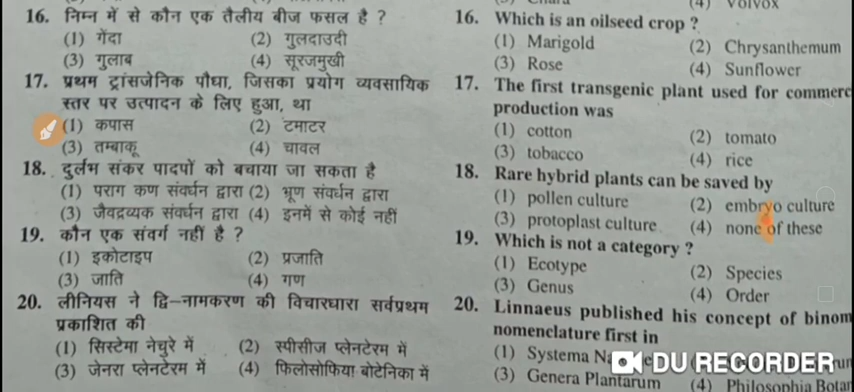 (4) Volvox
16. निम्न में से कौन एक तैलीय बीज फसल है ?
(1) गेंदा (2) गुलदाउदी
(3) गुलाब (4) सूरजमुखी
17. प्रथम ट्रांसजेनिक पौधा, जिसका प्रयोग व्यवसायिक
स्तर पर उत्पादन के लिए हुआ, था
(1) कपास (2) टमाटर
(3) तम्बाकू (4) चावल
18. दुर्लभ संकर पादपों को बचाया जा सकता है
(1) पराग कण संवर्धन द्वारा (2) भ्रूण संवर्धन द्वारा
(3) जैवद्रव्यक संवर्धन द्वारा (4) इनमें से कोई नहीं
19. कौन एक संवर्ग नहीं है ?
(1) इकोटाइप (2) प्रजाति
(3) जाति (4) गण
20. लीनियस ने द्वि-नामकरण की विचारधारा सर्वप्रथम
प्रकाशित की
(1) सिस्टेमा नेचुरे में (2) स्पीसीज प्लेनटेरम में
(3) जेनरा प्लेनटेरम में (4) फिलोसोफिया बोटेनिका में
16. Which is an oilseed crop ?
(1) Marigold (2) Chrysanthemum
(3) Rose (4) Sunflower
17. The first transgenic plant used for commerc
production was
(1) cotton (2) tomato
(3) tobacco (4) rice
18. Rare hybrid plants can be saved by
(1) pollen culture (2) embryo culture
(3) protoplast culture (4) none of these
19. Which is not a category ?
(1) Ecotype (2) Species
(3) Genus (4) Order
20. Linnaeus published his concept of binom
nomenclature first in
(1) Systema
(3) Genera Plantarum (4) Philosophia Botan
DU RECORDER